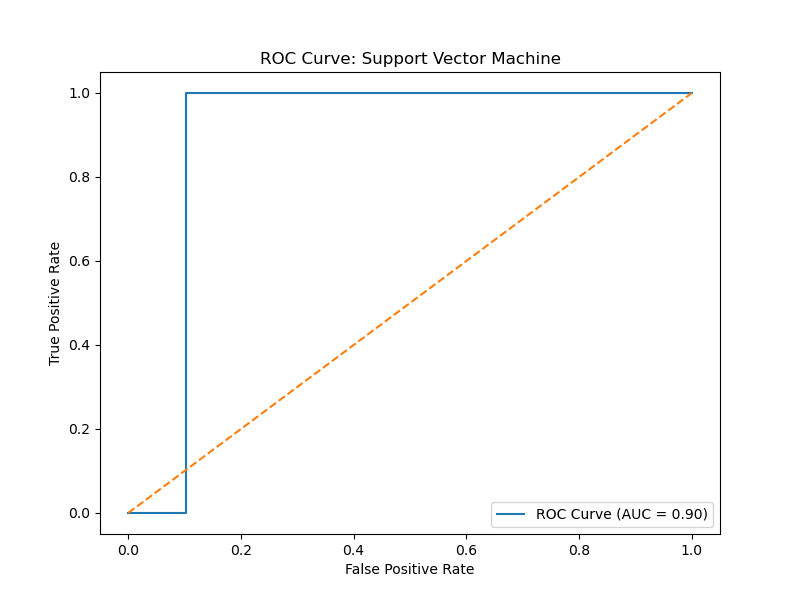 ROC Curve: Support Vector Machine
True Positive Rate
1.0
0.8
0.6
0.4
0.2
0.0
ROC Curve (AUC = 0.90)
0.0 0.2 0.4 0.6 0.8 1.0
False Positive Rate